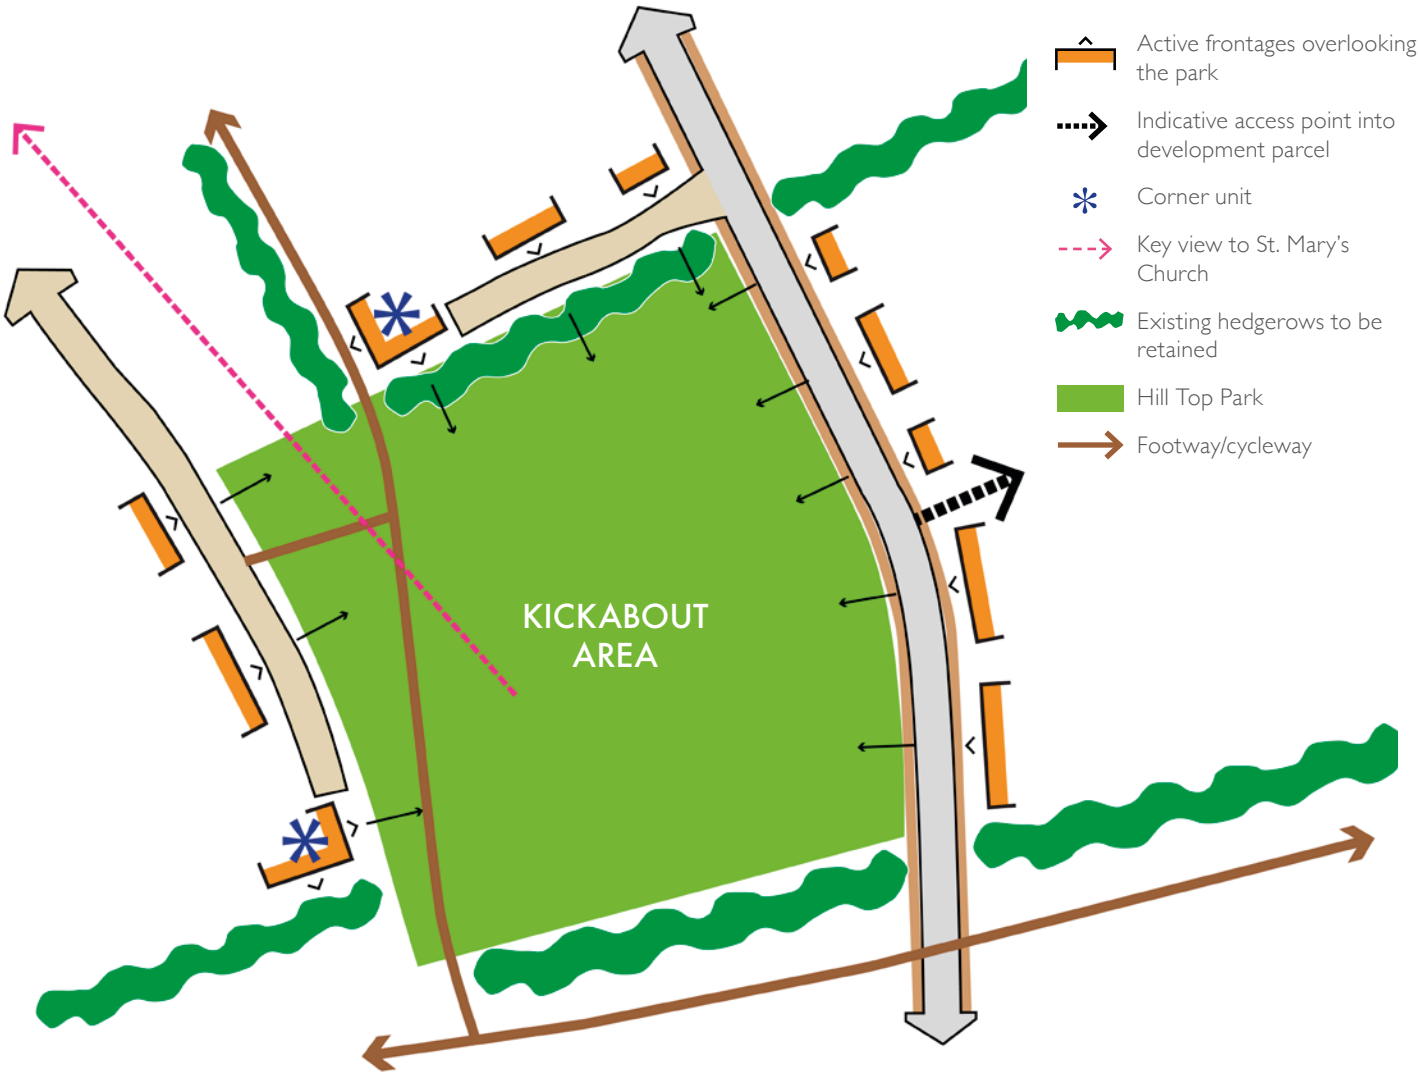 Active frontages overlooking
the park
Indicative access point into
development parcel
Corner unit
Key view to St. Mary's
Church
Existing hedgerows to be
retained
Hill Top Park
Footway/cycleway
KICKABOUT
AREA